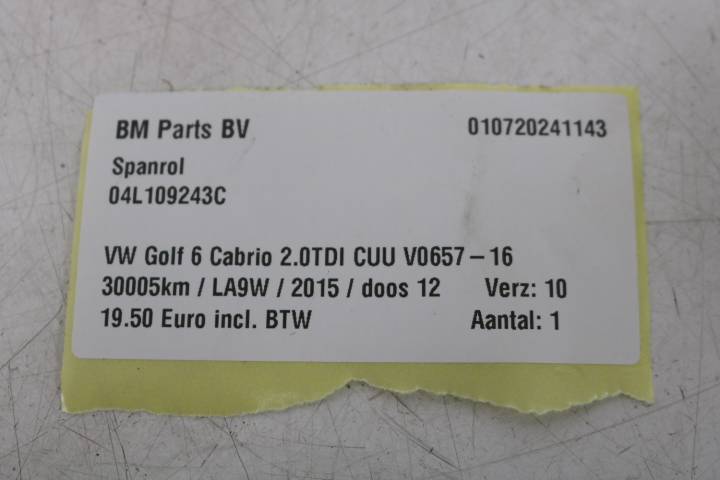 BM Parts BV 010720241143
Spanrol
04L109243C
VW Golf 6 Cabrio 2.0TDI CUU V0657-16
30005km / LA9W / 2015 / doos 12 Verz: 10
19.50 Euro incl. BTW Aantal: 1